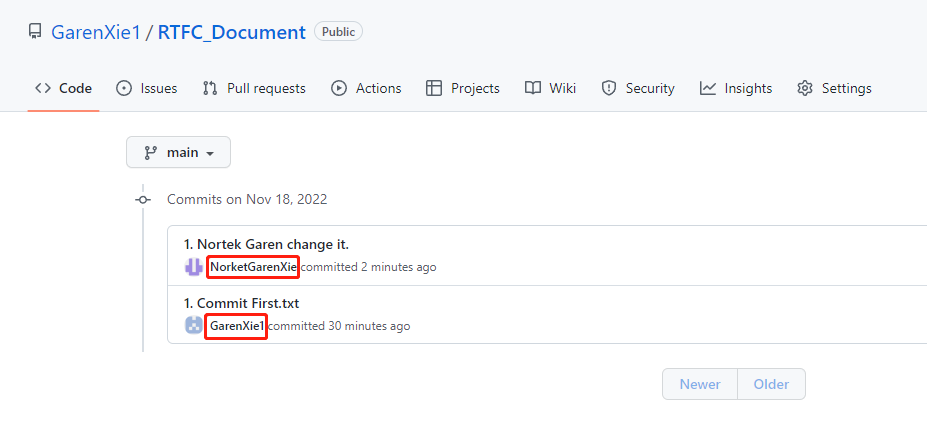 GarenXie1 / RTFC_Document Public
Code Issues Pull requests Actions Projects Wiki Security Insights Settings
main
Commits on Nov 18, 2022
1. Nortek Garen change it.
NorketGarenXie committed 2 minutes ago
1. Commit First.txt
GarenXie1 committed 30 minutes ago
Newer Older